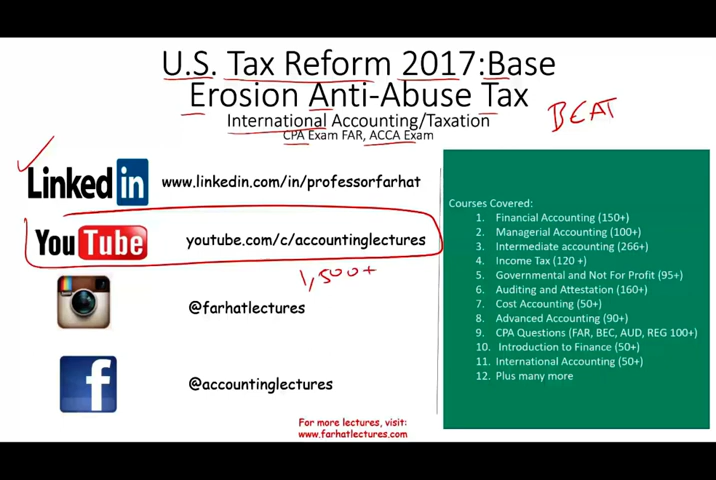 U.S. Tax Reform 2017:Base
Erosion Anti-Abuse Tax
BEAT
International Accounting/Taxation
CPA Exam FAR, ACCA Exam
Linked in www.linkedin.com/in/professorfarhat
You Tube youtube.com/c/accountinglectures
1,500+
@farhatlectures
f @accountinglectures
Courses Covered:
1. Financial Accounting (150+)
2. Managerial Accounting (100+)
3. Intermediate accounting (266+)
4. Income Tax (120 +)
5. Governmental and Not For Profit (95+)
6. Auditing and Attestation (160+)
7. Cost Accounting (50+)
8. Advanced Accounting (90+)
9. CPA Questions (FAR, BEC, AUD, REG 100+)
10. Introduction to Finance (50+)
11. International Accounting (50+)
12. Plus many more
For more lectures, visit:
www.farhatlectures.com